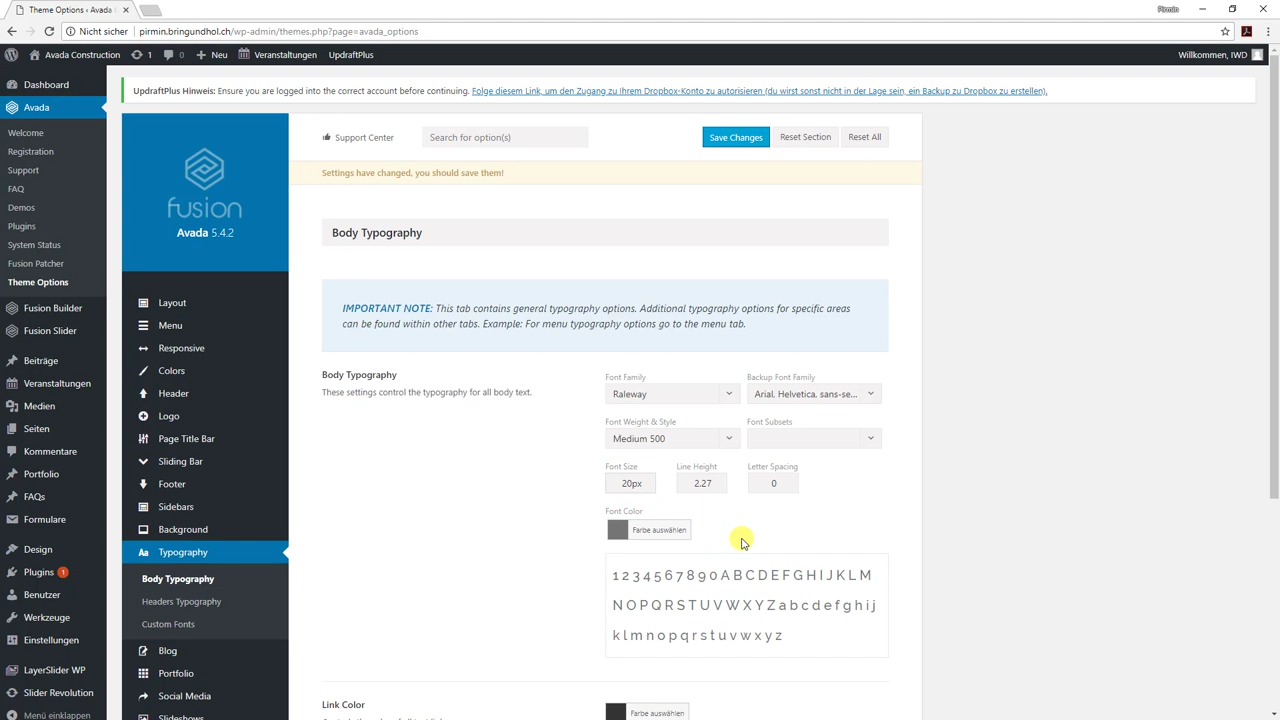 Theme Options ‹ Avada C
Pirmin
Nicht sicher | pirmin.bringundhol.ch/wp-admin/themes.php?page=avada_options
Avada Construction 1 0 Neu Veranstaltungen UpdraftPlus Willkommen, IWD
Dashboard
Avada
Welcome
Registration
Support
FAQ
Demos
Plugins
System Status
Fusion Patcher
Theme Options
Fusion Builder
Fusion Slider
Beiträge
Veranstaltungen
Medien
Seiten
Kommentare
Portfolio
FAQs
Formulare
Design
Plugins 1
Benutzer
Werkzeuge
Einstellungen
LayerSlider WP
Slider Revolution
Menü einklappen
UpdraftPlus Hinweis: Ensure you are logged into the correct account before continuing. Folge diesem Link, um den Zugang zu Ihrem Dropbox-Konto zu autorisieren (du wirst sonst nicht in der Lage sein, ein Backup zu Dropbox zu erstellen).
fusion
Avada 5.4.2
Layout
Menu
Responsive
Colors
Header
Logo
Page Title Bar
Sliding Bar
Footer
Sidebars
Background
Aa Typography
Body Typography
Headers Typography
Custom Fonts
Blog
Portfolio
Social Media
Slideshows
Support Center Search for option(s) Save Changes Reset Section Reset All
Settings have changed, you should save them!
Body Typography
IMPORTANT NOTE: This tab contains general typography options. Additional typography options for specific areas
can be found within other tabs. Example: For menu typography options go to the menu tab.
Body Typography
These settings control the typography for all body text.
Font Family Backup Font Family
Raleway Arial, Helvetica, sans-se...
Font Weight & Style Font Subsets
Medium 500
Font Size Line Height Letter Spacing
20px 2.27 0
Font Color
Farbe auswählen
1 2 3 4 5 6 7 8 9 0 A B C D E F G H I J K L M
N O P Q R S T U V W X Y Z a b c d e f g h i j
k l m n o p q r s t u v w x y z
Link Color
Farbe auswählen